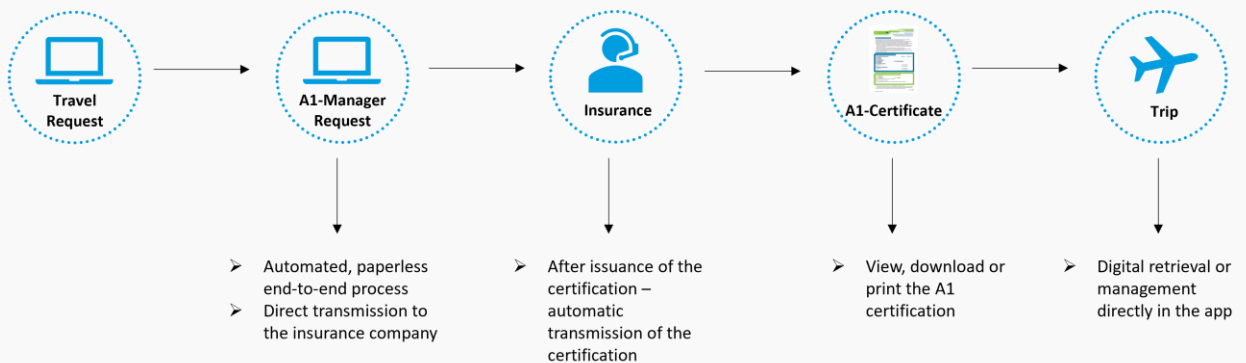 Travel
Request
A1-Manager
Request
Insurance
A1-Certificate
Trip
➢ Automated, paperless
end-to-end process
➢ Direct transmission to
the insurance company
➢ After issuance of the
certification –
automatic
transmission of the
certification
➢ View, download or
print the A1
certification
➢ Digital retrieval or
management
directly in the app